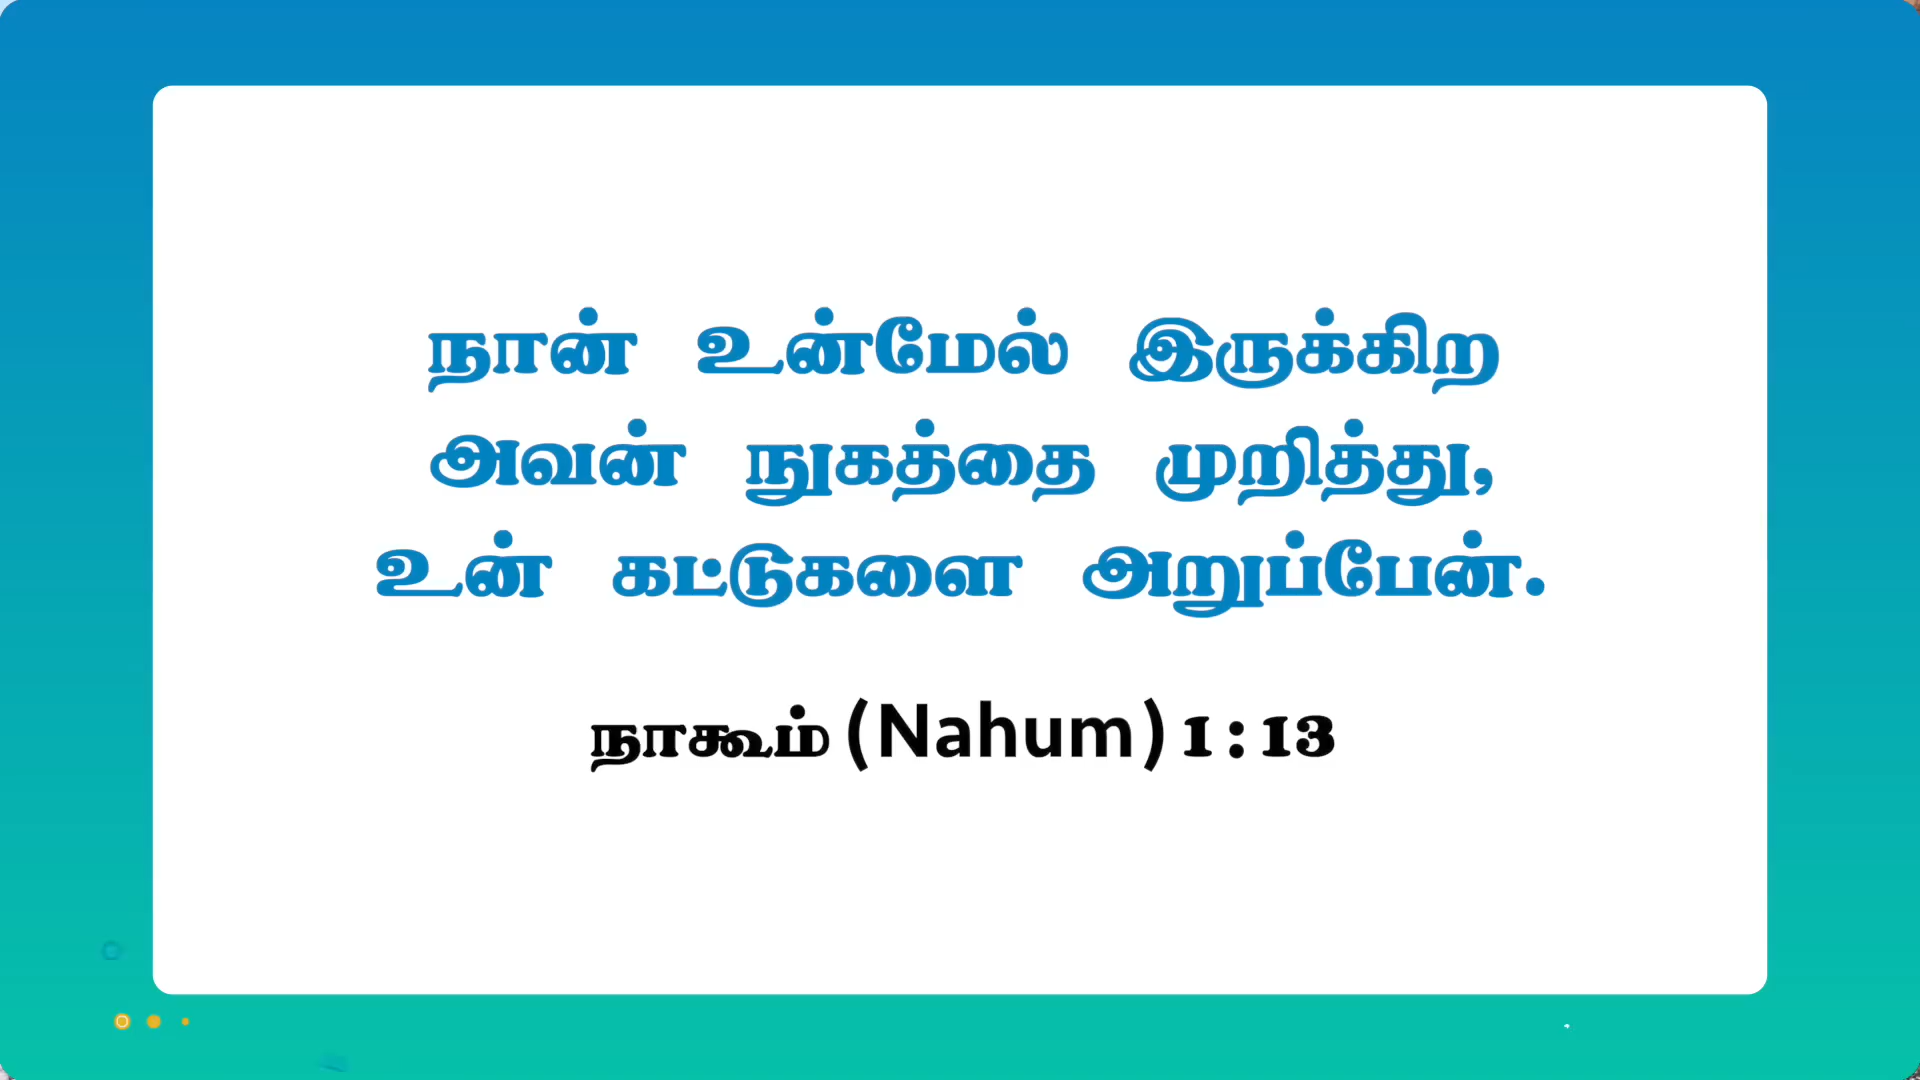 நான் உன்மேல் இருக்கிற
அவன் நுகத்தை முறித்து,
உன் கட்டுகளை அறுப்பேன்.
நாகூம் (Nahum) 1:13